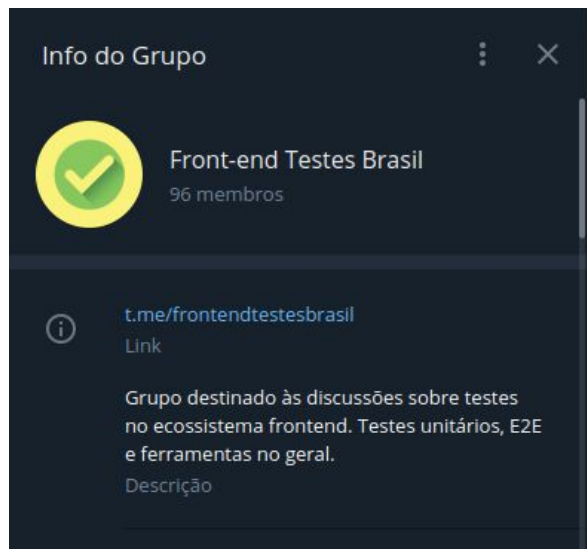 Info do Grupo
Front-end Testes Brasil
96 membros
t.me/frontendtestesbrasil
Link
Grupo destinado às discussões sobre testes
no ecossistema frontend. Testes unitários, E2E
e ferramentas no geral.
Descrição